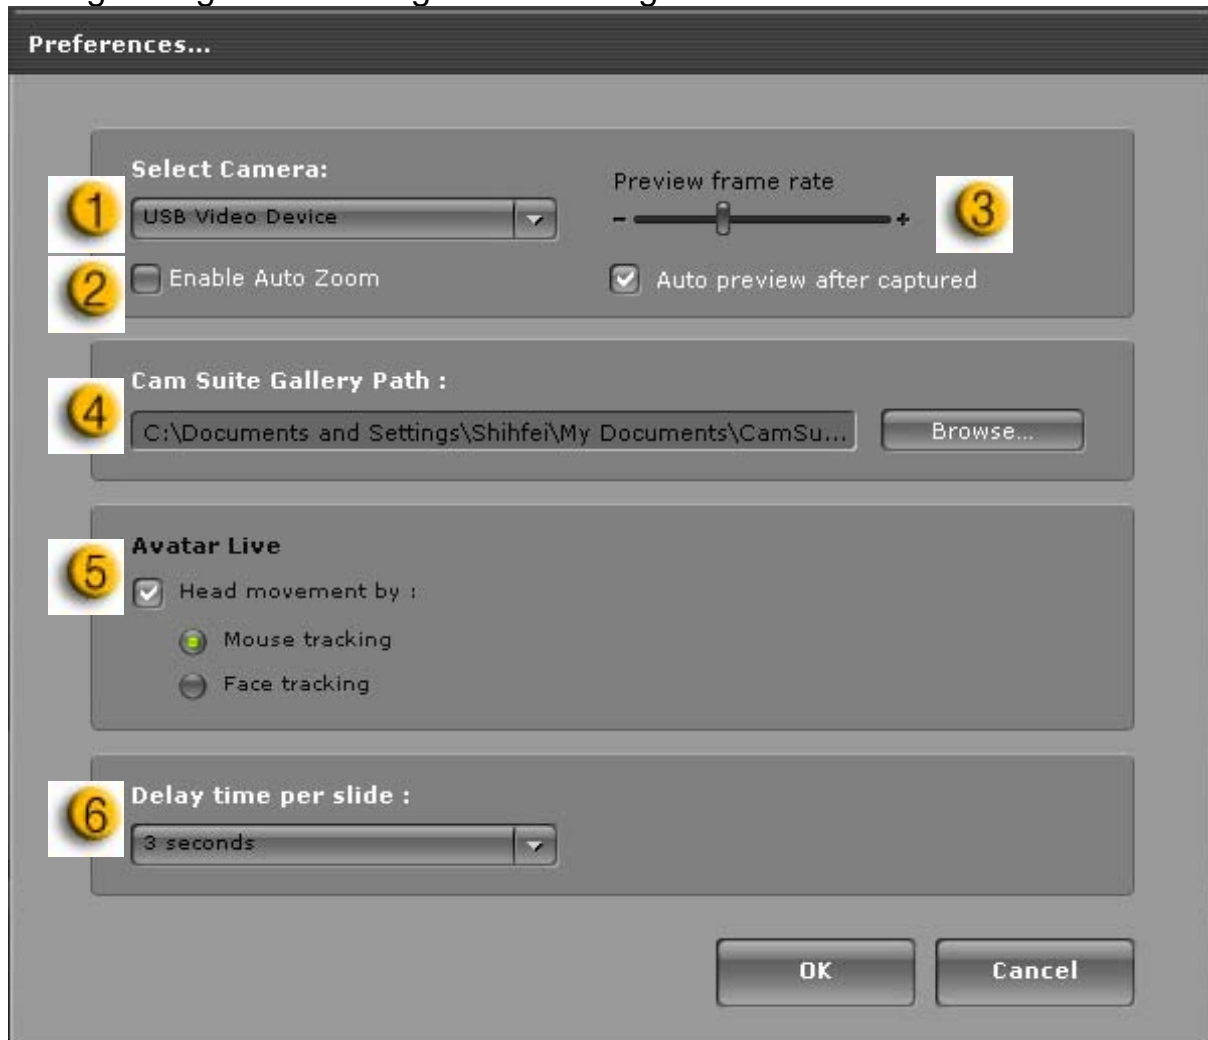 Preferences...
Select Camera:
Preview frame rate
1
USB Video Device
- +
3
2
Enable Auto Zoom
Auto preview after captured
Cam Suite Gallery Path :
4
C:\Documents and Settings\Shihfei\My Documents\CamSu...
Browse...
Avatar Live
5
Head movement by :
Mouse tracking
Face tracking
Delay time per slide :
6
3 seconds
OK
Cancel